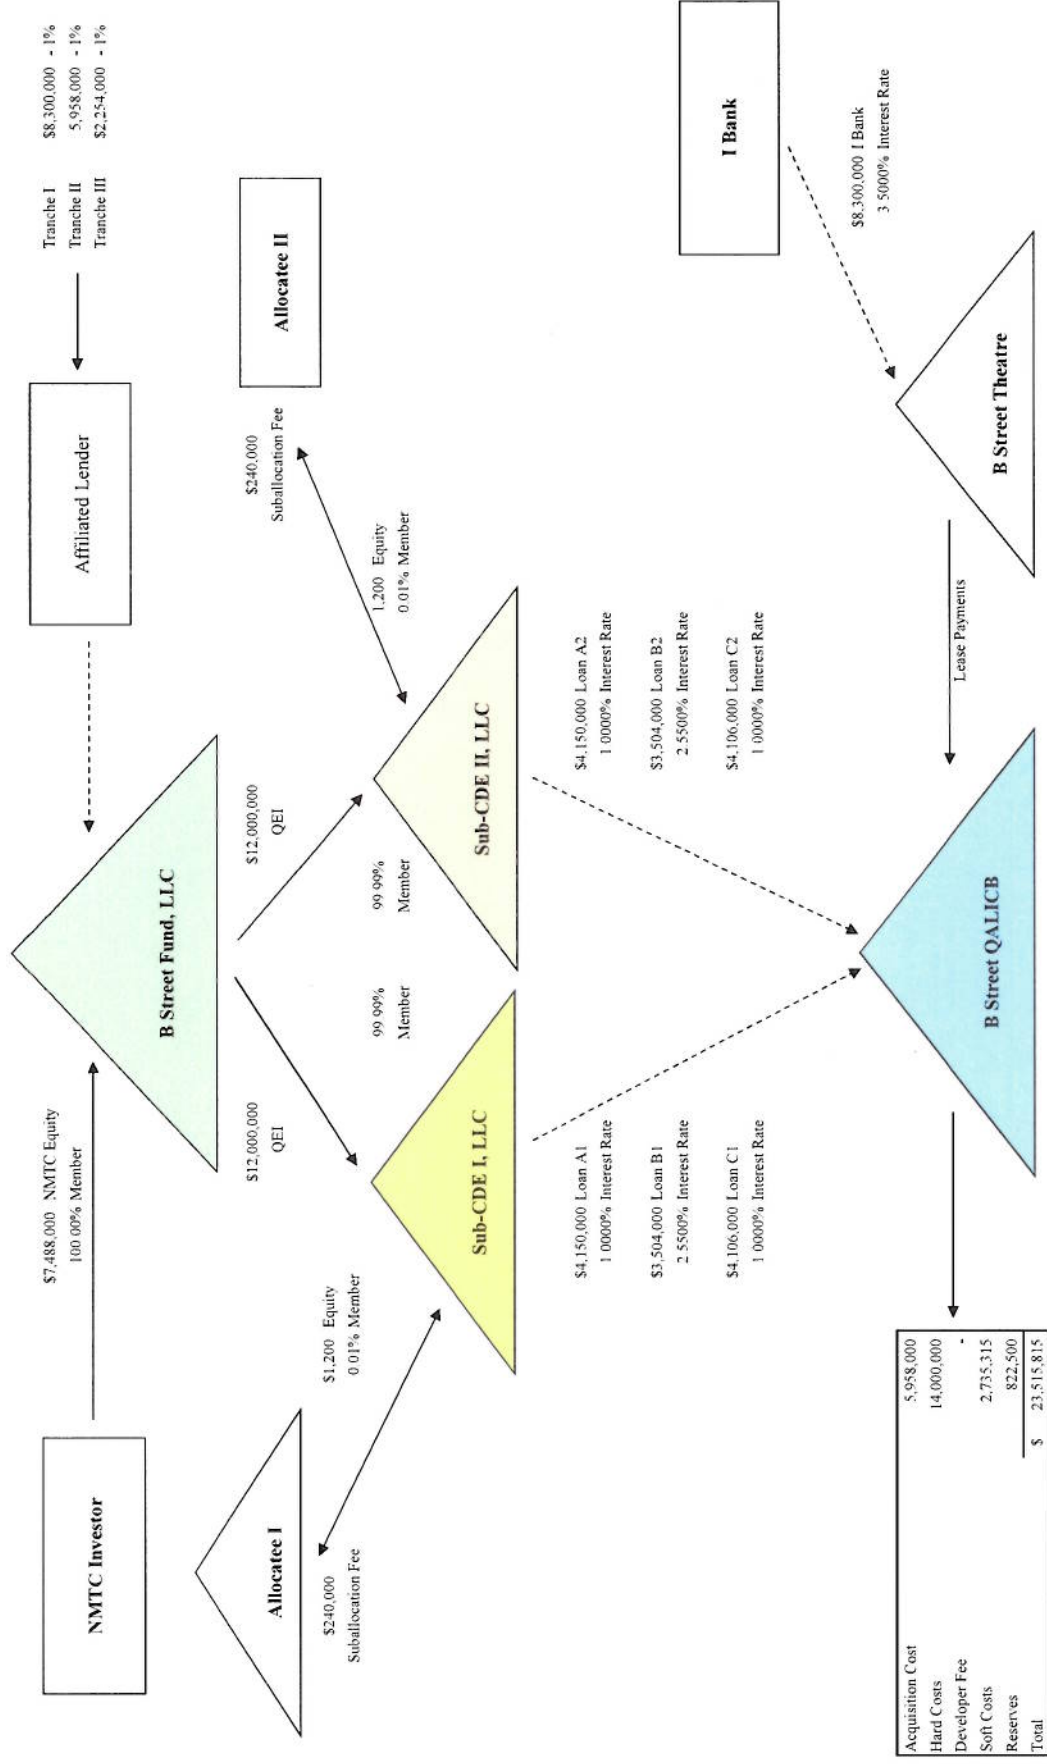 $7,488,000 NMTC Equity
100 00% Member
NMTC Investor
B Street Fund, LLC
Affiliated Lender
Tranche I $8,300,000 - 1%
Tranche II 5,958,000 - 1%
Tranche III $2,254,000 - 1%
Allocatee I
$240,000
Suballocation Fee
$1,200 Equity
0 01% Member
$12,000,000
QEI
$12,000,000
QEI
99 99%
Member
99 99%
Member
Sub-CDE I, LLC
Sub-CDE II, LLC
1,200 Equity
0 01% Member
$240,000
Suballocation Fee
Allocatee II
$4,150,000 Loan A1
1 0000% Interest Rate
$3,504,000 Loan B1
2 5500% Interest Rate
$4,106,000 Loan C1
1 0000% Interest Rate
$4,150,000 Loan A2
1 0000% Interest Rate
$3,504,000 Loan B2
2 5500% Interest Rate
$4,106,000 Loan C2
1 0000% Interest Rate
I Bank
$8,300,000 I Bank
3 5000% Interest Rate
B Street QALICB
Lease Payments
B Street Theatre
Acquisition Cost 5,958,000
Hard Costs 14,000,000
Developer Fee -
Soft Costs 2,735,315
Reserves 822,500
Total $ 23,515,815